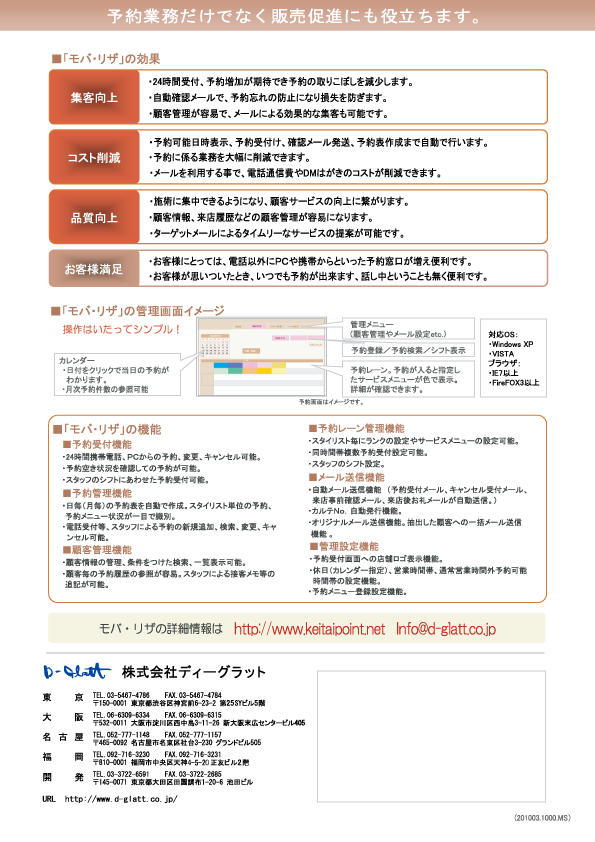 予約業務だけでなく販売促進にも役立ちます。
■「モバ・リザ」の効果
集客向上
・24時間受付、予約増加が期待でき予約の取りこぼしを減少します。
・自動確認メールで、予約忘れの防止になり損失を防ぎます。
・顧客管理が容易で、メールによる効果的な集客も可能です。
コスト削減
・予約可能日時表示、予約受付け、確認メール発送、予約表作成まで自動で行います。
・予約に係る業務を大幅に削減できます。
・メールを利用する事で、電話通信費やDMはがきのコストが削減できます。
品質向上
・施術に集中できるようになり、顧客サービスの向上に繋がります。
・顧客情報、来店履歴などの顧客管理が容易になります。
・ターゲットメールによるタイムリーなサービスの提案が可能です。
お客様満足
・お客様にとっては、電話以外にPCや携帯からといった予約窓口が増え便利です。
・お客様が思いついたとき、いつでも予約が出来ます、話し中ということも無く便利です。
■「モバ・リザ」の管理画面イメージ
操作はいたってシンプル！
カレンダー
・日付をクリックで当日の予約が
わかります。
・月次予約件数の参照可能
管理メニュー
（顧客管理やメール設定etc.）
予約登録／予約検索／シフト表示
予約レーン。予約が入ると指定し
たサービスメニューが色で表示。
詳細が確認できます。
予約画面はイメージです。
対応OS：
・Windows XP
・VISTA
ブラウザ：
・IE7以上
・FireFOX3以上
■「モバ・リザ」の機能
■予約受付機能
・24時間携帯電話、PCからの予約、変更、キャンセル可能。
・予約空き状況を確認しての予約が可能。
・スタッフのシフトにあわせた予約受付可能。
■予約管理機能
・日毎(月毎)の予約表を自動で作成。スタイリスト単位の予約、
予約メニュー状況が一目で識別。
・電話受付等、スタッフによる予約の新規追加、検索、変更、キャ
ンセル可能。
■顧客管理機能
・顧客情報の管理、条件をつけた検索、一覧表示可能。
・顧客毎の予約履歴の参照が容易。スタッフによる接客メモ等の
追記が可能。
■予約レーン管理機能
・スタイリスト毎にランクの設定やサービスメニューの設定可能。
・同時間帯複数予約受付設定可能。
・スタッフのシフト設定。
■メール送信機能
・自動メール送信機能 （予約受付メール、キャンセル受付メール、
来店事前確認メール、来店後お礼メールが自動送信。）
・カルテNo. 自動発行機能。
・オリジナルメール送信機能。抽出した顧客への一括メール送信
機能 。
■管理設定機能
・予約受付画面への店舗ロゴ表示機能。
・休日（カレンダー指定）、営業時間帯、通常営業時間外予約可能
時間帯の設定機能。
・予約メニュー登録設定機能。
モバ・リザの詳細情報は http://www.keitaipoint.net Info@d-glatt.co.jp
D-Glatt 株式会社ディーグラット
東京 TEL.03-5467-4786 FAX.03-5467-4784
〒150-0001 東京都渋谷区神宮前6-23-2 第25SYビル5階
大阪 TEL.06-6309-6334 FAX.06-6309-6315
〒532-0011 大阪市淀川区西中島3-11-26 新大阪末広センタービル405
名古屋 TEL.052-777-1148 FAX.052-777-1157
〒465-0092 名古屋市名東区社台3-230 グランドビル505
福岡 TEL.092-716-3230 FAX.092-716-3231
〒810-0001 福岡市中央区天神4-5-20 正友ビル2階
開発 TEL.03-3722-6591 FAX.03-3722-2685
〒145-0071 東京都大田区田園調布1-20-6 池田ビル
URL http://www.d-glatt.co.jp/
(201003.1000.MS)